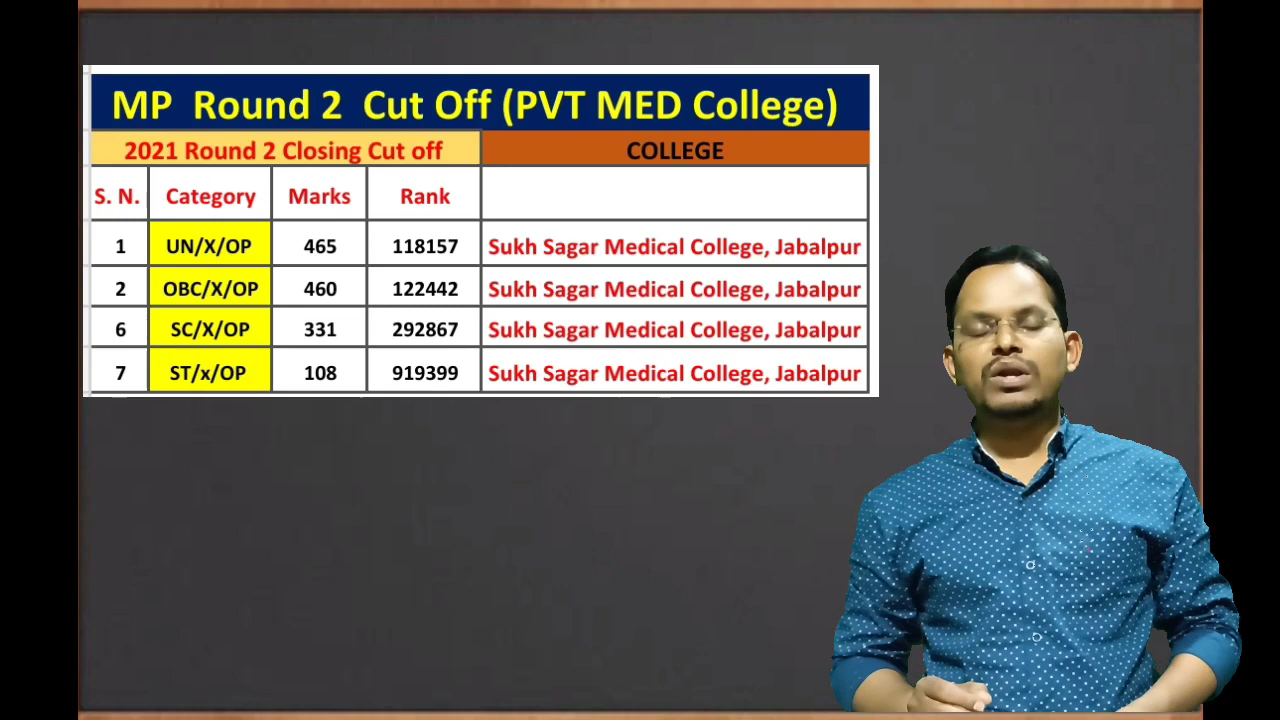 MP Round 2 Cut Off (PVT MED College)
2021 Round 2 Closing Cut off COLLEGE
S. N. Category Marks Rank
1 UN/X/OP 465 118157 Sukh Sagar Medical College, Jabalpur
2 OBC/X/OP 460 122442 Sukh Sagar Medical College, Jabalpur
6 SC/X/OP 331 292867 Sukh Sagar Medical College, Jabalpur
7 ST/x/OP 108 919399 Sukh Sagar Medical College, Jabalpur